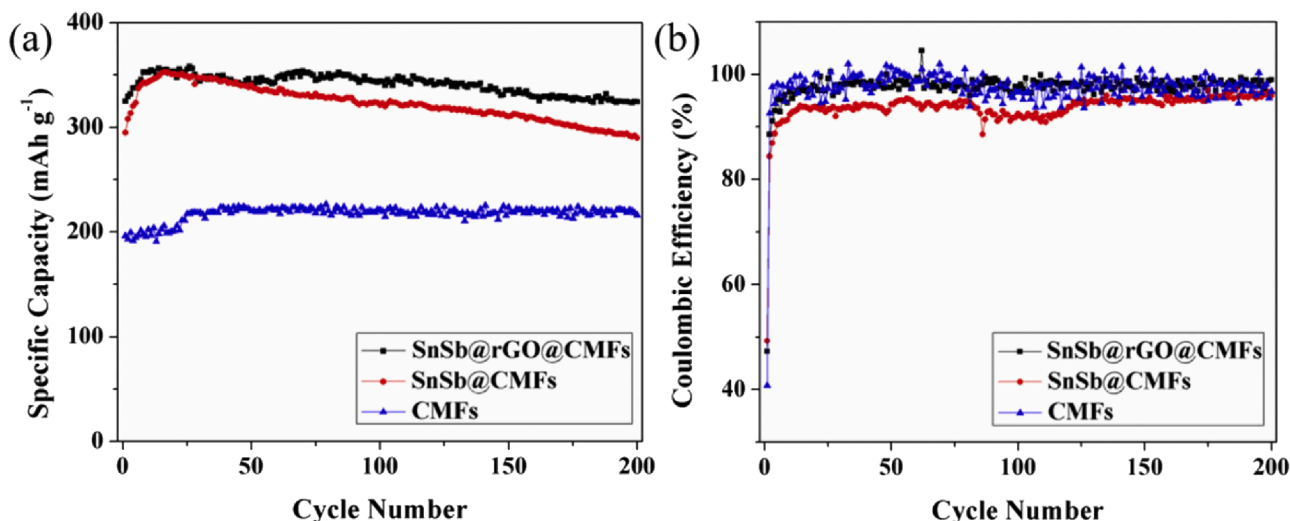 (a)
400
300
200
100
0
Specific Capacity (mAh g⁻¹)
SnSb@rGO@CMFs
SnSb@CMFs
CMFs
0 50 100 150 200
Cycle Number
(b)
100
80
60
40
Coulombic Efficiency (%)
SnSb@rGO@CMFs
SnSb@CMFs
CMFs
0 50 100 150 200
Cycle Number